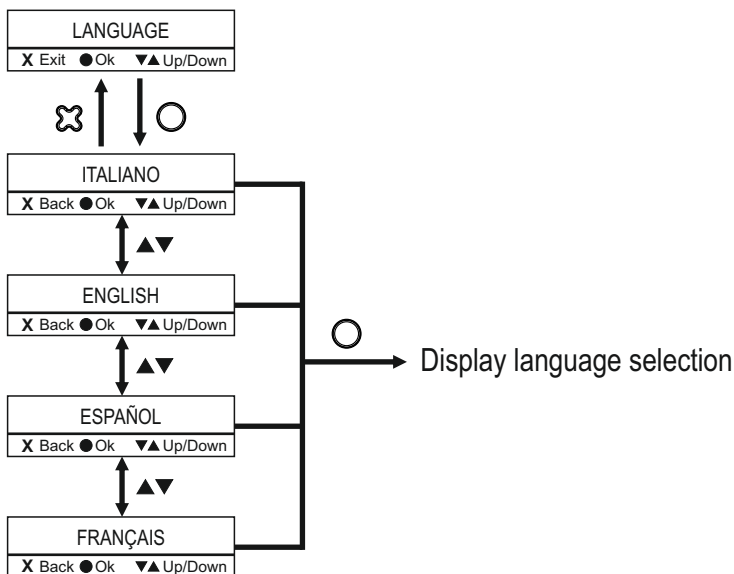 LANGUAGE
X Exit ●Ok ▼▲Up/Down
ITALIANO
X Back ●Ok ▼▲Up/Down
▲▼
ENGLISH
X Back ●Ok ▼▲Up/Down
▲▼
Display language selection
ESPAÑOL
X Back ●Ok ▼▲Up/Down
▲▼
FRANÇAIS
X Back ●Ok ▼▲Up/Down